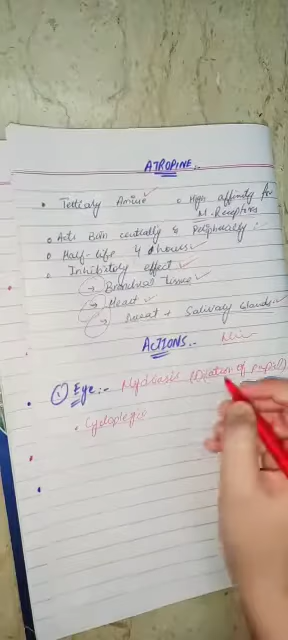 ATROPINE:-
• Tertiary Amine ✓ • High affinity for
M-Receptors
• Acts Both centrally & Peripherally
• Half-life 4 hours ✓
• Inhibitory effect ✓
→ Bronchial tissue ✓
→ Heart ✓
→ Sweat + Salivary Glands ✓
ACTIONS:-
① Eye:- Mydriasis (Dilation of Pupil)
• Cycloplegia